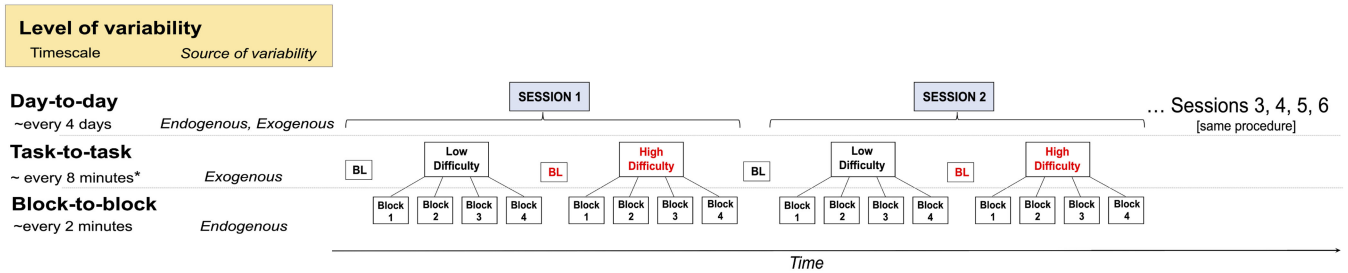 Level of variability
Timescale Source of variability
SESSION 1 SESSION 2
Day-to-day
~every 4 days Endogenous, Exogenous
... Sessions 3, 4, 5, 6
[same procedure]
Task-to-task
~ every 8 minutes* Exogenous
BL Low Difficulty BL High Difficulty BL Low Difficulty BL High Difficulty
Block-to-block
~every 2 minutes Endogenous
Block 1 Block 2 Block 3 Block 4 Block 1 Block 2 Block 3 Block 4 Block 1 Block 2 Block 3 Block 4 Block 1 Block 2 Block 3 Block 4
Time